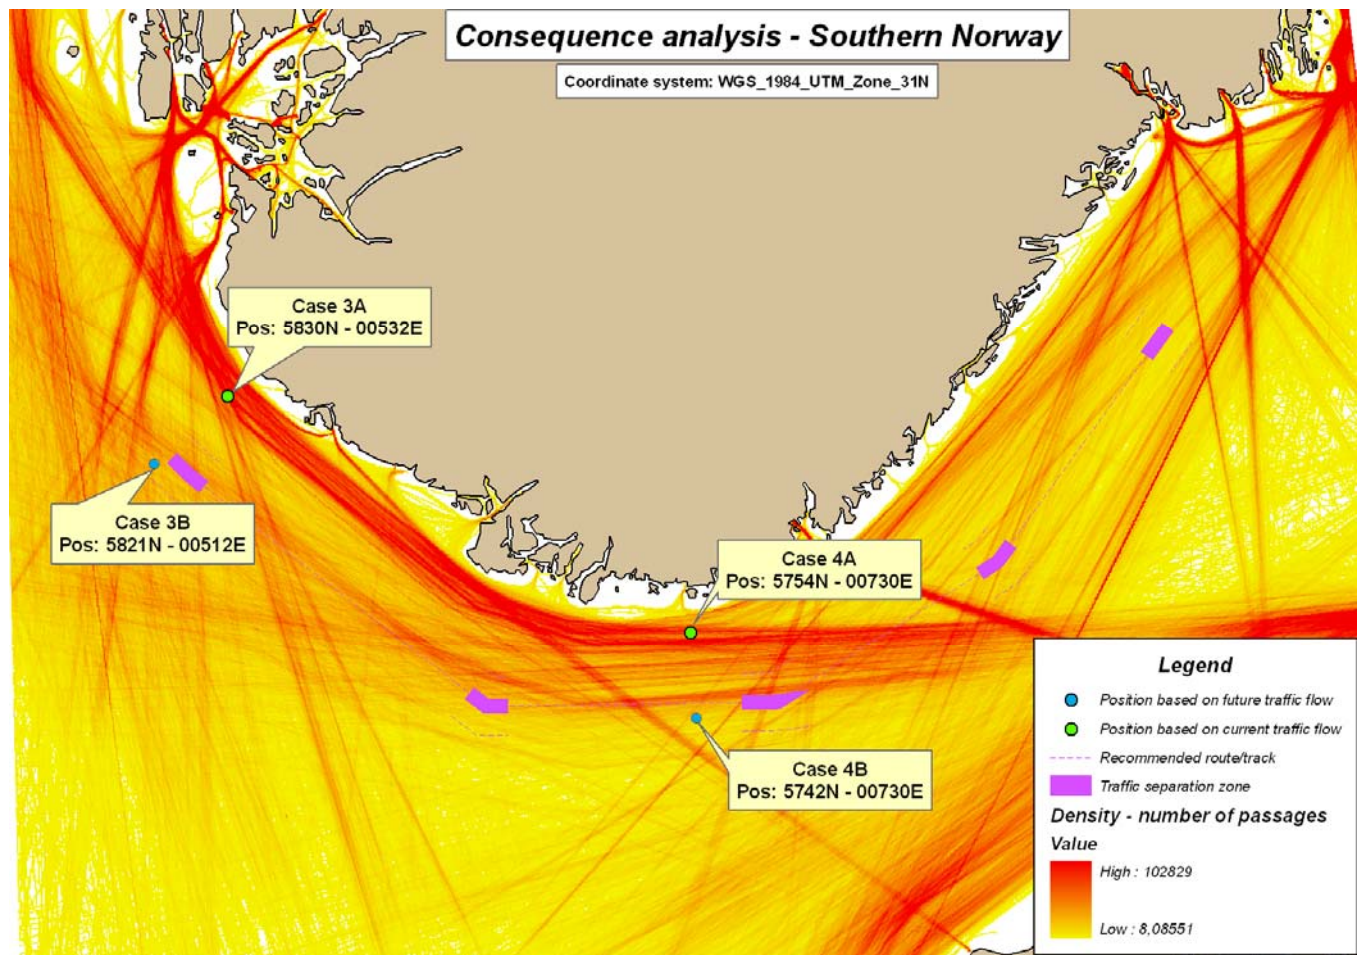 Consequence analysis - Southern Norway
Coordinate system: WGS_1984_UTM_Zone_31N
Case 3A
Pos: 5830N - 00532E
Case 3B
Pos: 5821N - 00512E
Case 4A
Pos: 5754N - 00730E
Case 4B
Pos: 5742N - 00730E
Legend
Position based on future traffic flow
Position based on current traffic flow
Recommended route/track
Traffic separation zone
Density - number of passages
Value
High : 102829
Low : 8,08551